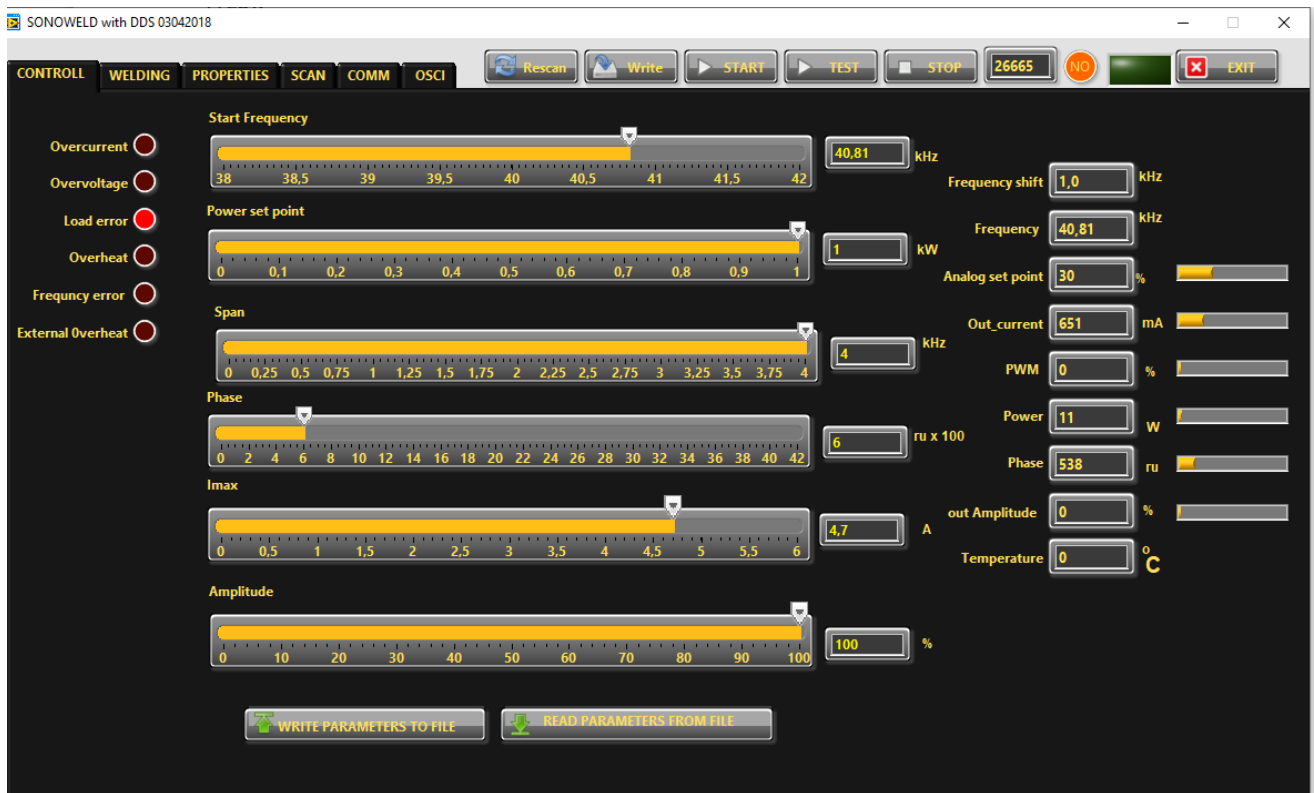 SONOWELD with DDS 03042018
CONTROLL WELDING PROPERTIES SCAN COMM OSCI Rescan Write START TEST STOP 26665 NO EXIT
Overcurrent
Overvoltage
Load error
Overheat
Frequncy error
External 0verheat
Start Frequency
40,81 kHz
38 38,5 39 39,5 40 40,5 41 41,5 42
Power set point
1 kW
0 0,1 0,2 0,3 0,4 0,5 0,6 0,7 0,8 0,9 1
Span
4 kHz
0 0,25 0,5 0,75 1 1,25 1,5 1,75 2 2,25 2,5 2,75 3 3,25 3,5 3,75 4
Phase
6 ru x 100
0 2 4 6 8 10 12 14 16 18 20 22 24 26 28 30 32 34 36 38 40 42
Imax
4,7 A
0 0,5 1 1,5 2 2,5 3 3,5 4 4,5 5 5,5 6
Amplitude
100 %
0 10 20 30 40 50 60 70 80 90 100
Frequency shift 1,0 kHz
Frequency 40,81 kHz
Analog set point 30 %
Out_current 651 mA
PWM 0 %
Power 11 W
Phase 538 ru
out Amplitude 0 %
Temperature 0 °C
WRITE PARAMETERS TO FILE READ PARAMETERS FROM FILE